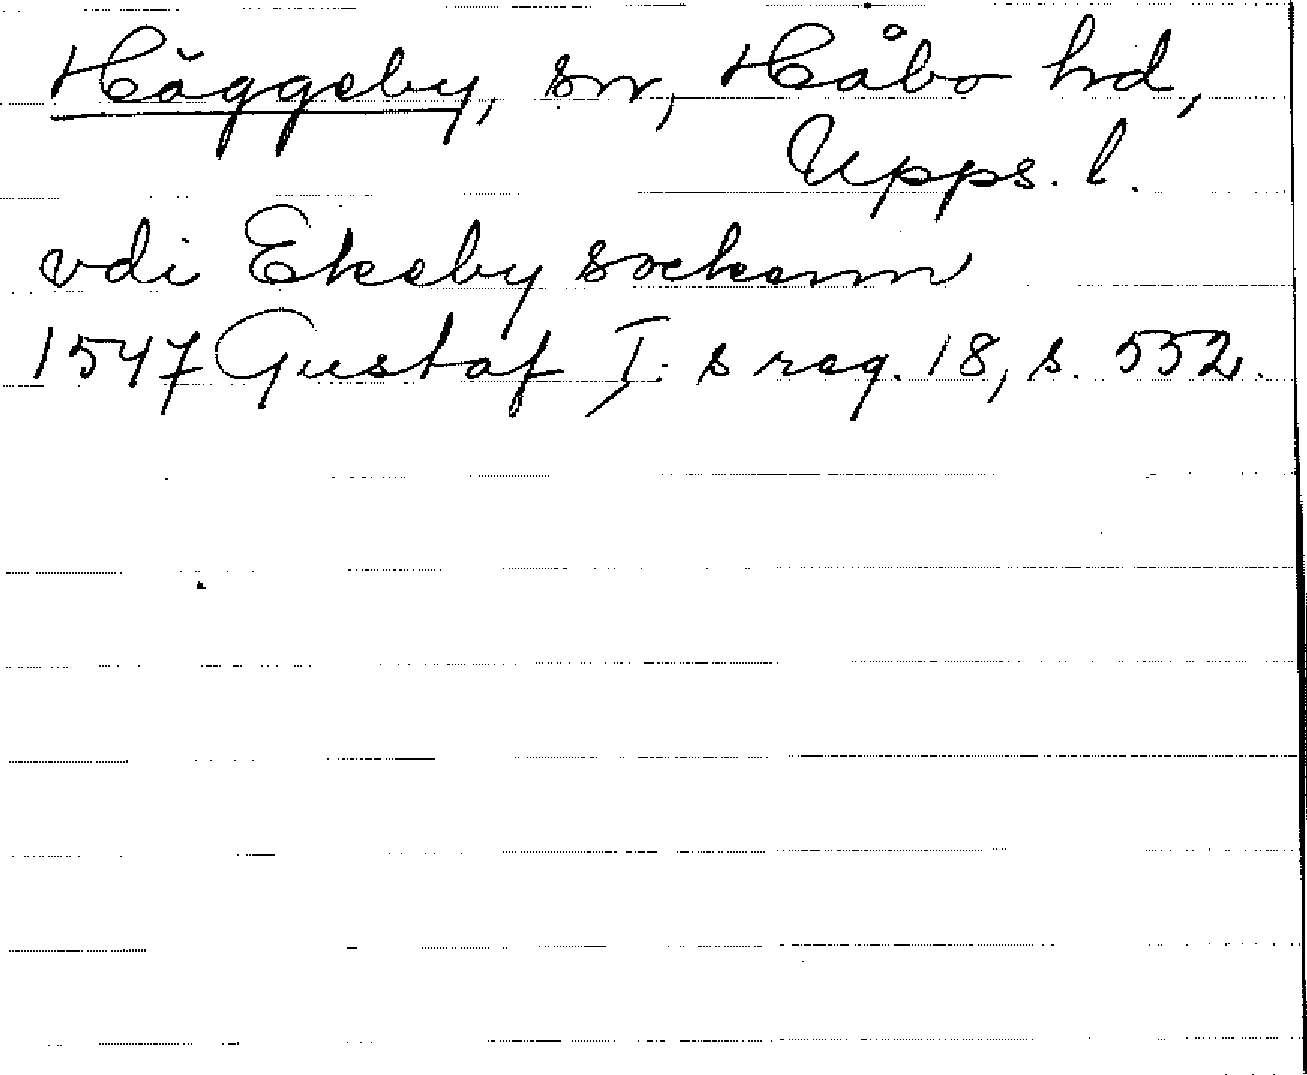 Häggeby, sn, Håbo hd,
Upps. l.
vdi Ekeby sockenn
1547 Gustaf I:s reg. 18, s. 552.